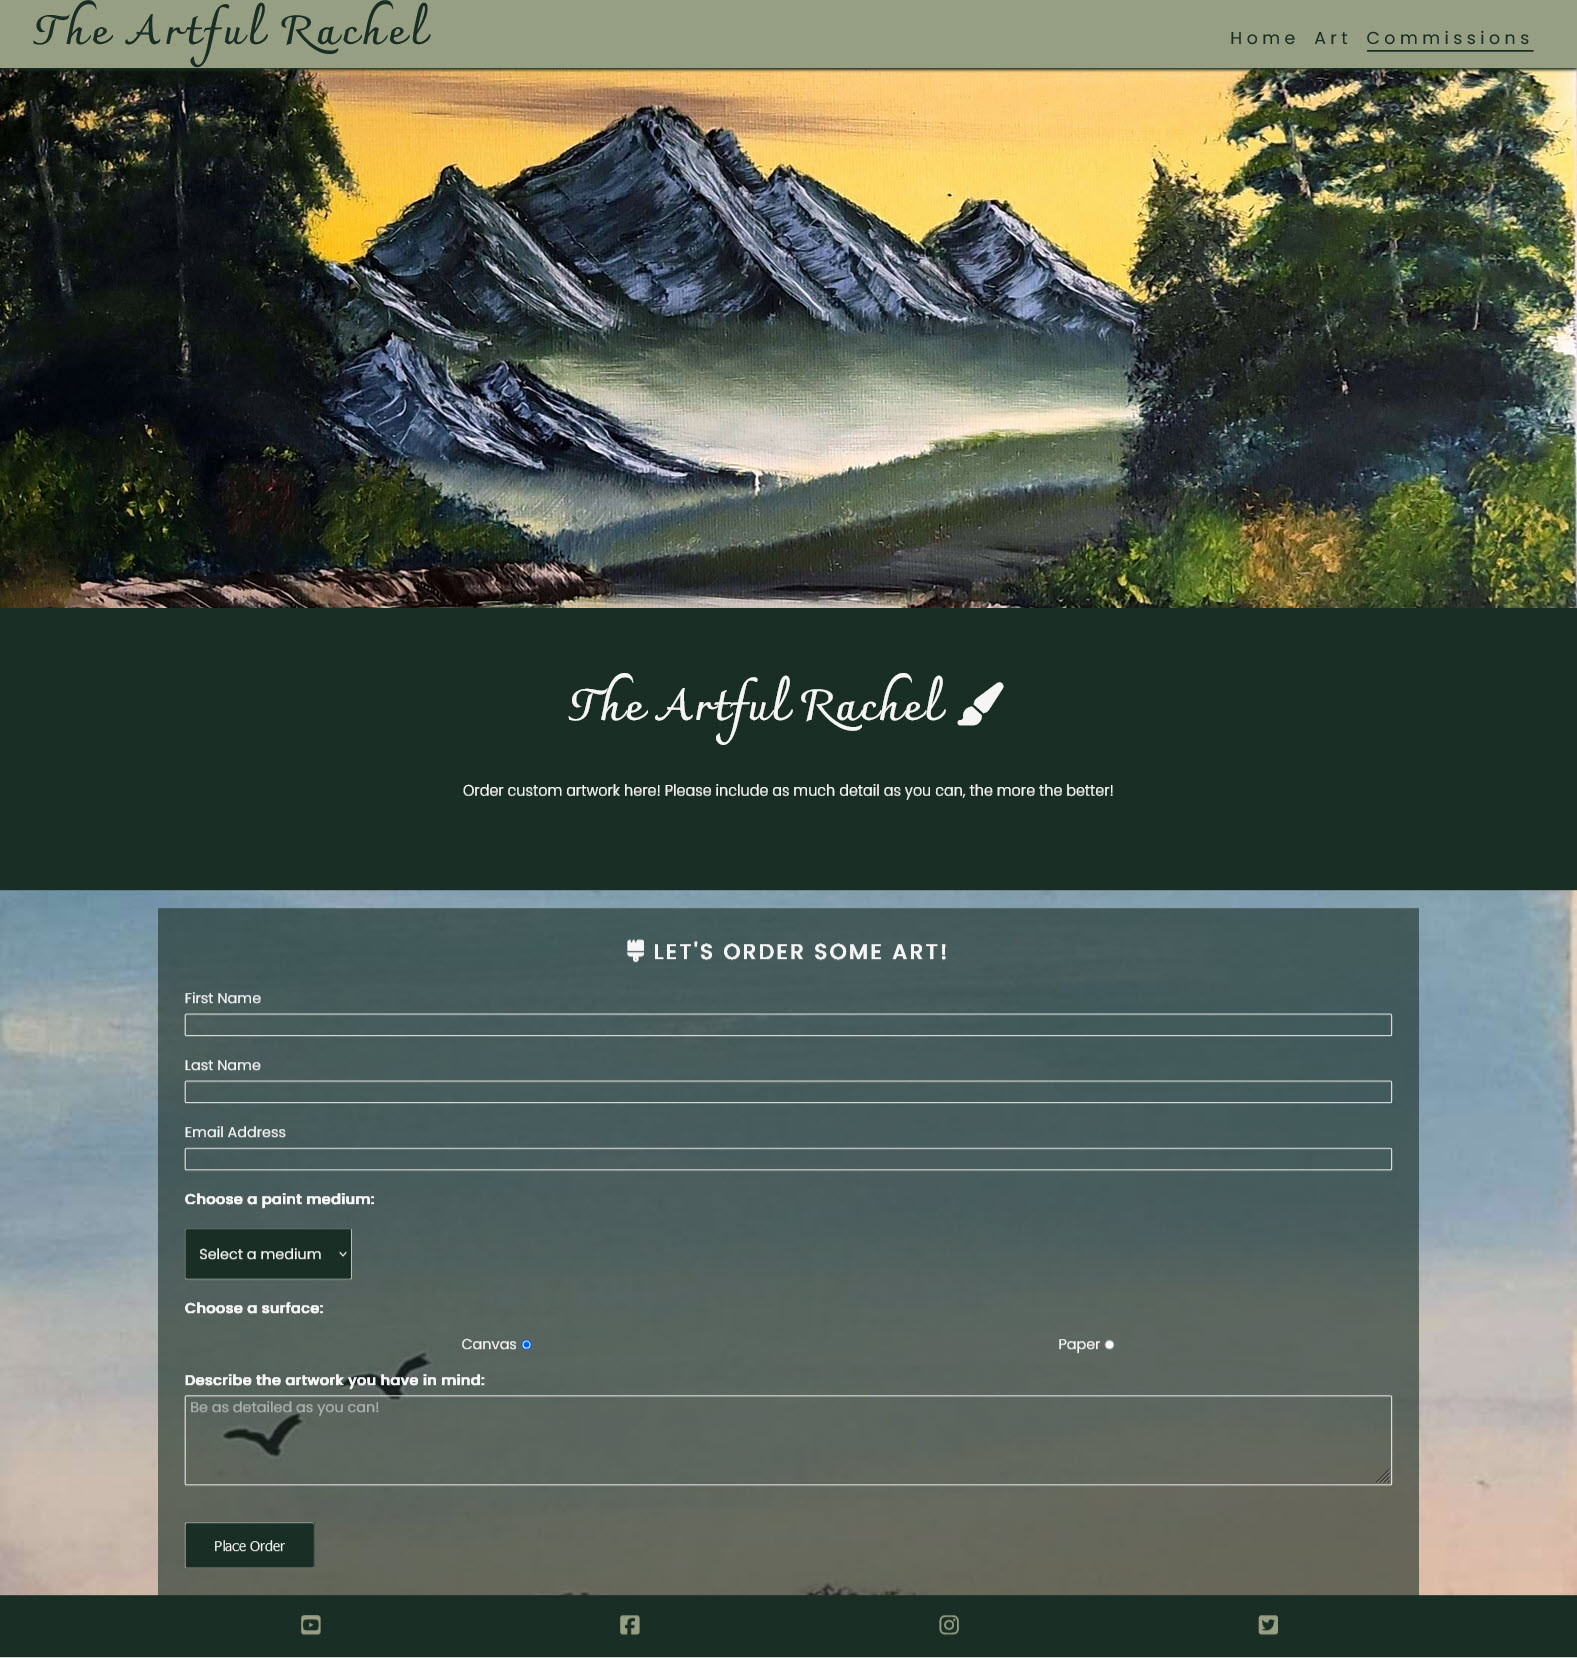 The Artful Rachel
Home Art Commissions
The Artful Rachel
Order custom artwork here! Please include as much detail as you can, the more the better!
LET'S ORDER SOME ART!
First Name
Last Name
Email Address
Choose a paint medium:
Select a medium
Choose a surface:
Canvas Paper
Describe the artwork you have in mind:
Be as detailed as you can!
Place Order